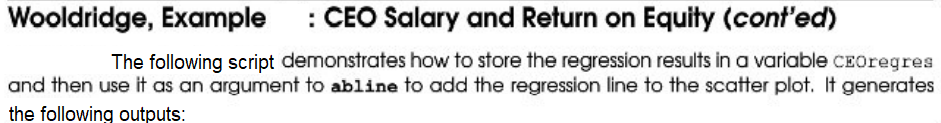 Wooldridge, Example : CEO Salary and Return on Equity (cont'ed)
The following script demonstrates how to store the regression results in a variable CEOregres
and then use it as an argument to abline to add the regression line to the scatter plot. It generates
the following outputs: